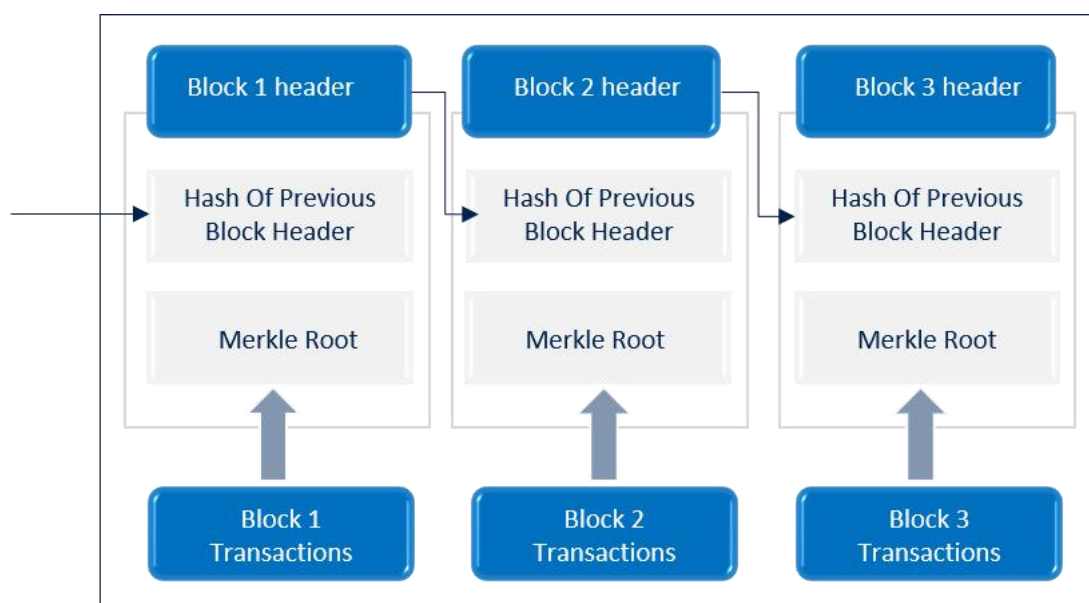 Block 1 header
Block 2 header
Block 3 header
Hash Of Previous
Block Header
Hash Of Previous
Block Header
Hash Of Previous
Block Header
Merkle Root
Merkle Root
Merkle Root
Block 1
Transactions
Block 2
Transactions
Block 3
Transactions